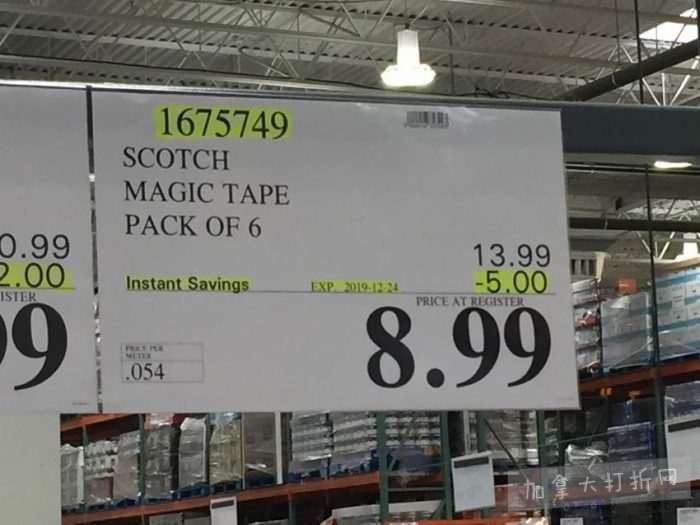 1675749
SCOTCH
MAGIC TAPE
PACK OF 6
13.99
Instant Savings EXP. 2019-12-24 -5.00
PRICE AT REGISTER
8.99
PRICE PER
METER
.054
0.99
2.00
ISTER
99
加拿大打折网